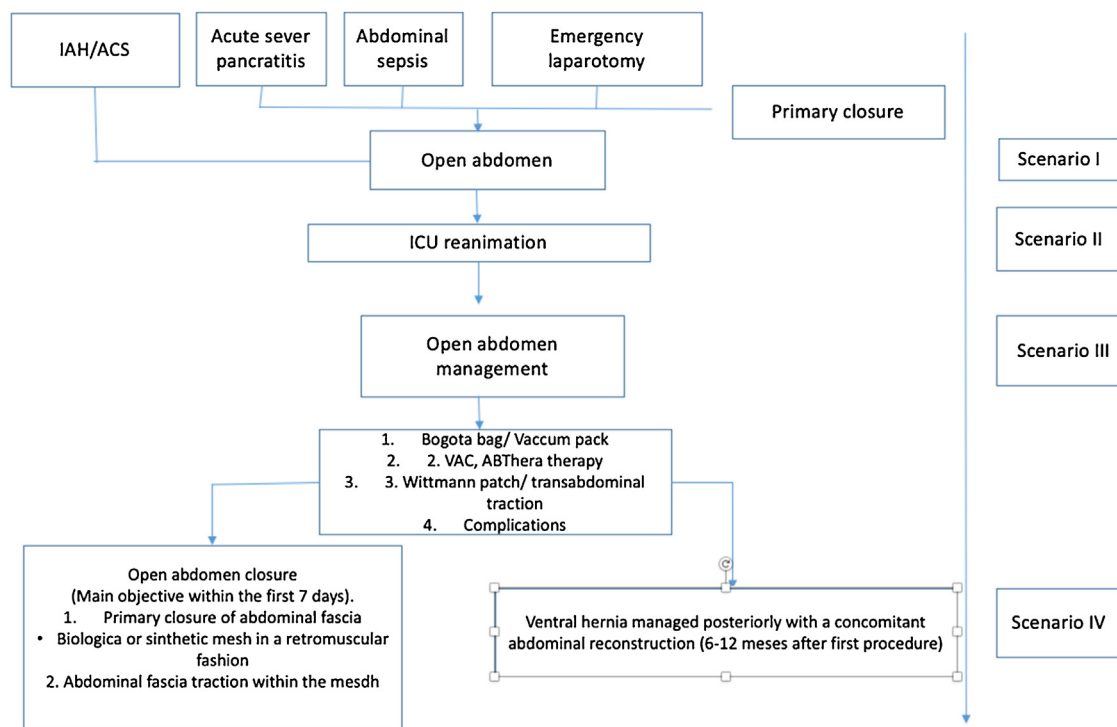 IAH/ACS
Acute sever
pancratitis
Abdominal
sepsis
Emergency
laparotomy
Primary closure
Open abdomen
Scenario I
ICU reanimation
Scenario II
Open abdomen
management
Scenario III
1. Bogota bag/ Vaccum pack
2. 2. VAC, ABThera therapy
3. 3. Wittmann patch/ transabdominal
traction
4. Complications
Open abdomen closure
(Main objective within the first 7 days).
1. Primary closure of abdominal fascia
• Biologica or sinthetic mesh in a retromuscular
fashion
2. Abdominal fascia traction within the mesdh
Ventral hernia managed posteriorly with a concomitant
abdominal reconstruction (6-12 meses after first procedure)
Scenario IV